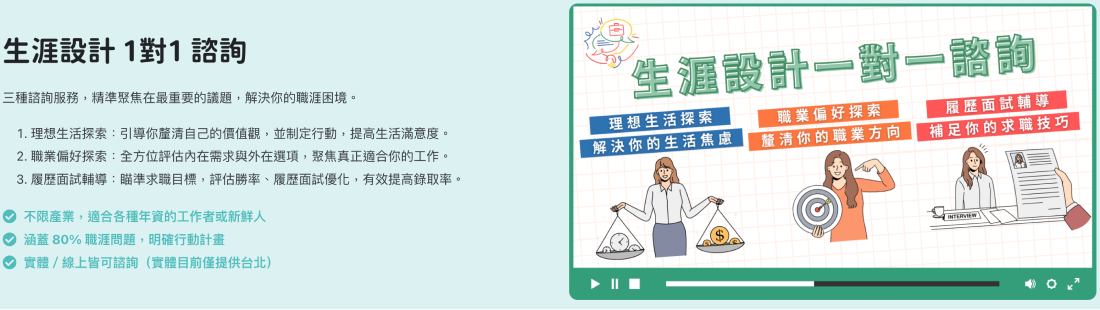 生涯設計 1對1 諮詢
三種諮詢服務，精準聚焦在最重要的議題，解決你的職涯困境。
1. 理想生活探索：引導你釐清自己的價值觀，並制定行動，提高生活滿意度。
2. 職業偏好探索：全方位評估內在需求與外在選項，聚焦真正適合你的工作。
3. 履歷面試輔導：瞄準求職目標，評估勝率、履歷面試優化，有效提高錄取率。
不限產業，適合各種年資的工作者或新鮮人
涵蓋 80% 職涯問題，明確行動計畫
實體 / 線上皆可諮詢（實體目前僅提供台北）
生涯設計一對一諮詢
理想生活探索
解決你的生活焦慮
職業偏好探索
釐清你的職業方向
履歷面試輔導
補足你的求職技巧
$
INTERVIEW